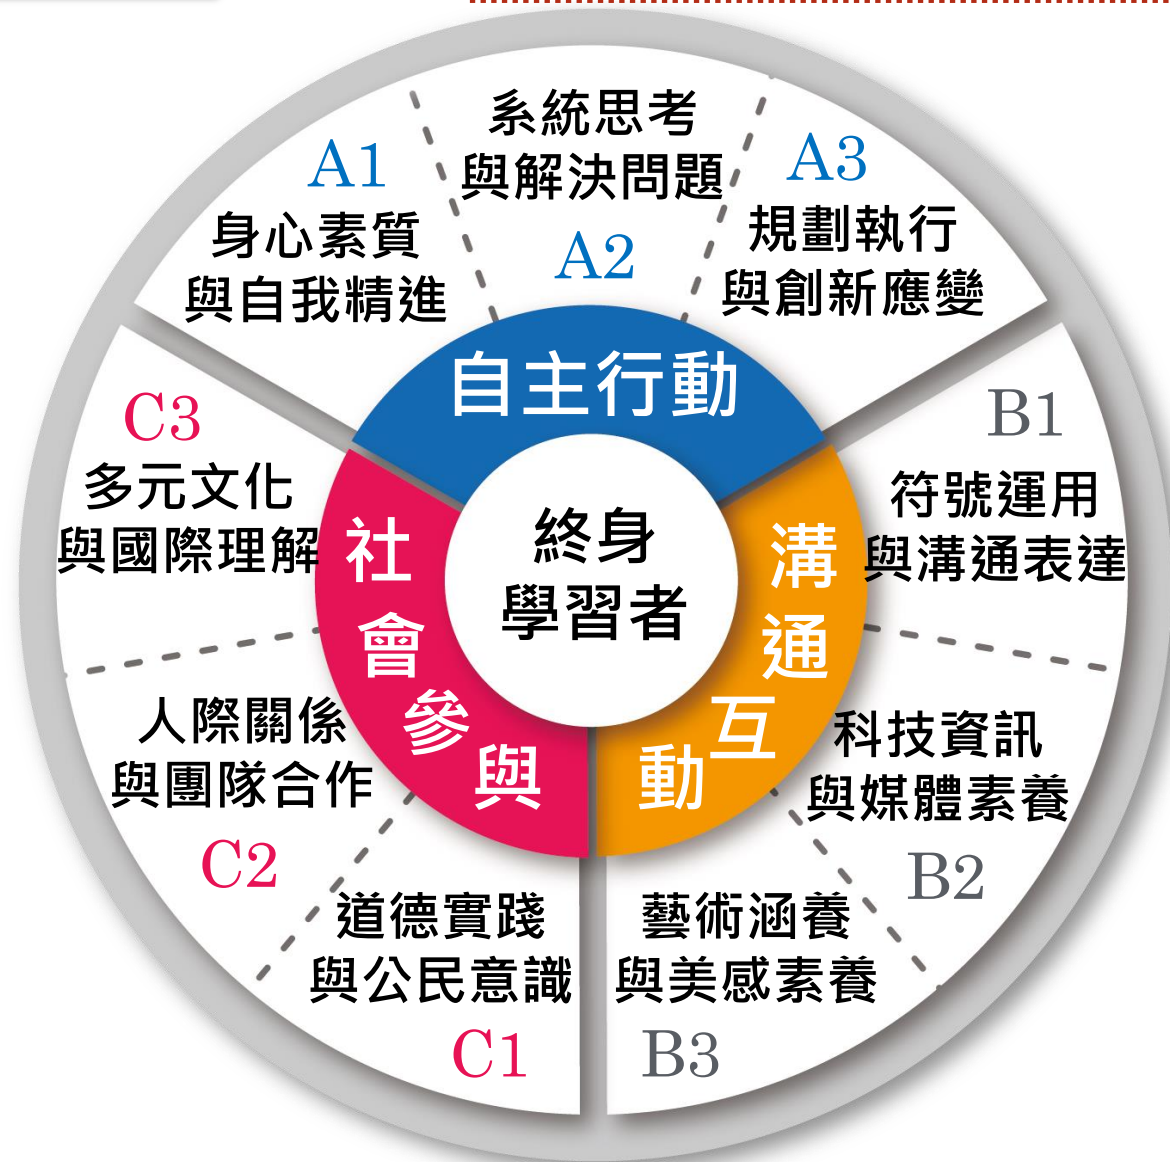 A1
身心素質
與自我精進
系統思考
與解決問題
A2
A3
規劃執行
與創新應變
自主行動
B1
符號運用
與溝通表達
科技資訊
與媒體素養
B2
藝術涵養
與美感素養
B3
溝通互動
道德實踐
與公民意識
C1
人際關係
與團隊合作
C2
C3
多元文化
與國際理解
社會參與
終身
學習者